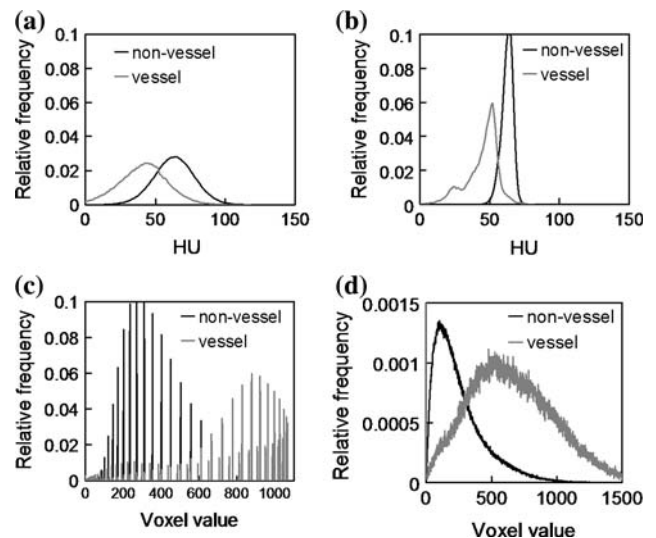 (a)
Relative frequency
0.1
0.08
0.06
0.04
0.02
0
non-vessel
vessel
0 50 100 150
HU
(b)
Relative frequency
0.1
0.08
0.06
0.04
0.02
0
non-vessel
vessel
0 50 100 150
HU
(c)
Relative frequency
0.1
0.08
0.06
0.04
0.02
0
non-vessel
vessel
0 200 400 600 800 1000
Voxel value
(d)
Relative frequency
0.0015
0.001
0.0005
0
non-vessel
vessel
0 500 1000 1500
Voxel value